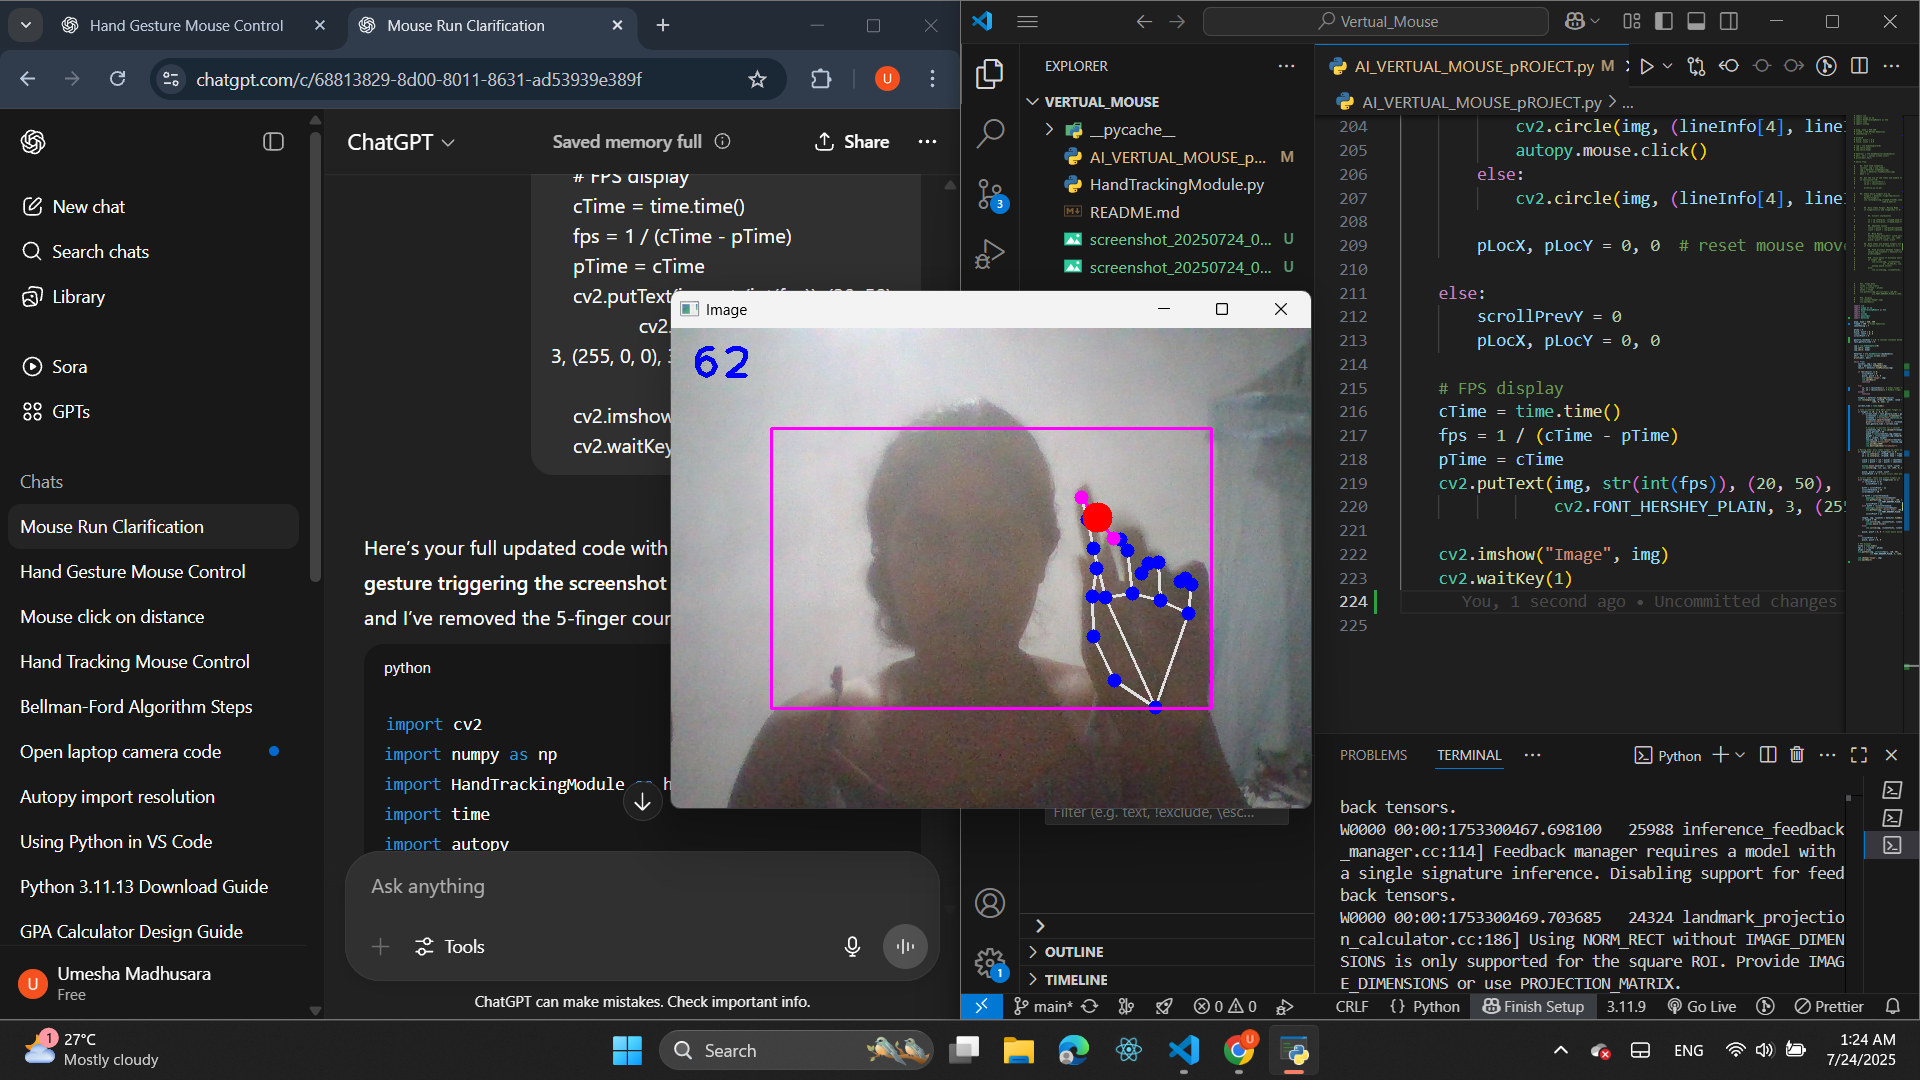 Hand Gesture Mouse Control
Mouse Run Clarification
chatgpt.com/c/68813829-8d00-8011-8631-ad53939e389f
U
ChatGPT
Saved memory full
Share
New chat
Search chats
Library
Sora
GPTs
Chats
Mouse Run Clarification
Hand Gesture Mouse Control
Mouse click on distance
Hand Tracking Mouse Control
Bellman-Ford Algorithm Steps
Open laptop camera code
Autopy import resolution
Using Python in VS Code
Python 3.11.13 Download Guide
GPA Calculator Design Guide
U
Umesha Madhusara
Free
# FPS display
cTime = time.time()
fps = 1 / (cTime - pTime)
pTime = cTime
cv2.putText
cv2.
3, (255, 0, 0),
cv2.imshow
cv2.waitKey
Here's your full updated code with
gesture triggering the screenshot
and I've removed the 5-finger
python
import cv2
import numpy as np
import HandTrackingModule
import time
import autopy
Ask anything
Tools
ChatGPT can make mistakes. Check important info.
Image
62
Vertual_Mouse
EXPLORER
VERTUAL_MOUSE
__pycache__
AI_VERTUAL_MOUSE_p... M
HandTrackingModule.py
README.md
screenshot_20250724_0... U
screenshot_20250724_0... U
3
Filter (e.g. text, !exclude, \esc...
OUTLINE
TIMELINE
1
AI_VERTUAL_MOUSE_pROJECT.py M
AI_VERTUAL_MOUSE_pROJECT.py > ...
204 cv2.circle(img, (lineInfo[4],
205 autopy.mouse.click()
206 else:
207 cv2.circle(img, (lineInfo[4],
208
209 pLocX, pLocY = 0, 0 # reset mouse
210
211 else:
212 scrollPrevY = 0
213 pLocX, pLocY = 0, 0
214
215 # FPS display
216 cTime = time.time()
217 fps = 1 / (cTime - pTime)
218 pTime = cTime
219 cv2.putText(img, str(int(fps)), (20, 50),
220 cv2.FONT_HERSHEY_PLAIN, 3,
221
222 cv2.imshow("Image", img)
223 cv2.waitKey(1)
224 You, 1 second ago • Uncommitted changes
225
PROBLEMS
TERMINAL
Python
back tensors.
W0000 00:00:1753300467.698100 25988 inference_feedback
_manager.cc:114] Feedback manager requires a model with
a single signature inference. Disabling support for feed
back tensors.
W0000 00:00:1753300469.703685 24324 landmark_projectio
n_calculator.cc:186] Using NORM_RECT without IMAGE_DIMEN
SIONS is only supported for the square ROI. Provide IMAG
E_DIMENSIONS or use PROJECTION_MATRIX.
main*
0
0
CRLF
{} Python
Finish Setup
3.11.9
Go Live
Prettier
1
27°C
Mostly cloudy
Search
U
ENG
1:24 AM
7/24/2025